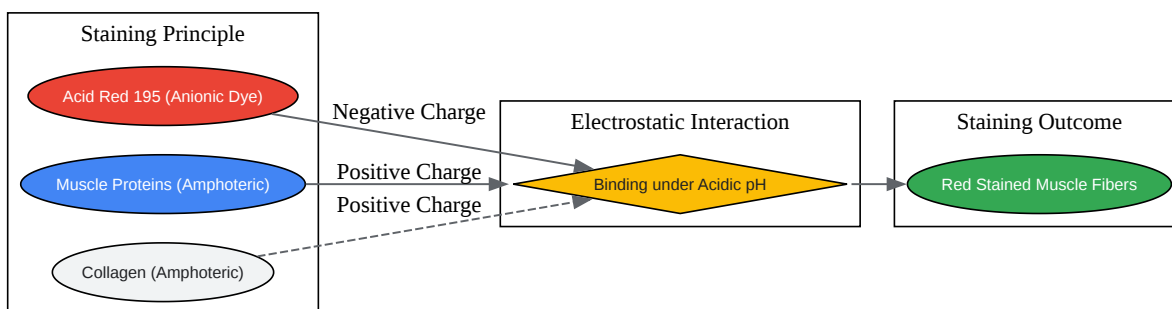 Staining Principle
Acid Red 195 (Anionic Dye)
Muscle Proteins (Amphoteric)
Collagen (Amphoteric)
Negative Charge
Positive Charge
Positive Charge
Electrostatic Interaction
Binding under Acidic pH
Staining Outcome
Red Stained Muscle Fibers